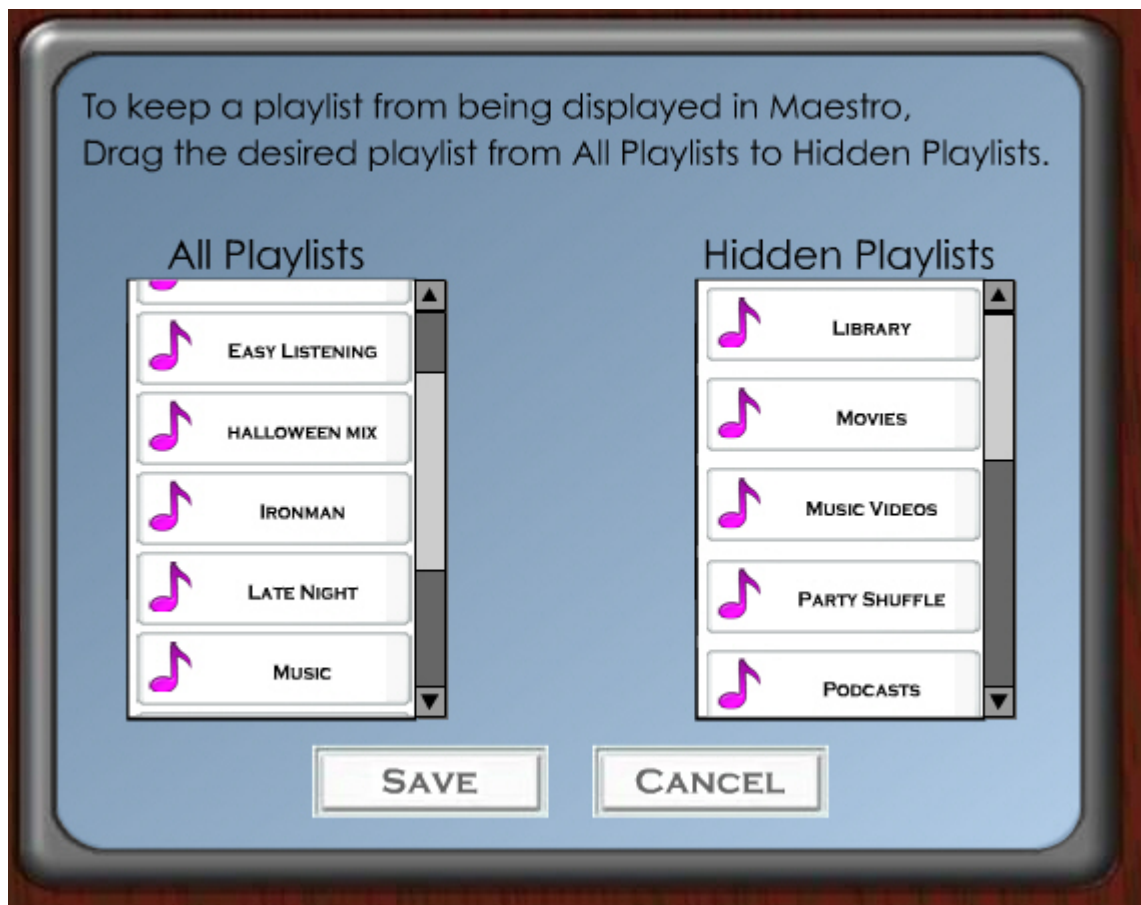 To keep a playlist from being displayed in Maestro,
Drag the desired playlist from All Playlists to Hidden Playlists.
All Playlists
EASY LISTENING
HALLOWEEN MIX
IRONMAN
LATE NIGHT
MUSIC
Hidden Playlists
LIBRARY
MOVIES
MUSIC VIDEOS
PARTY SHUFFLE
PODCASTS
SAVE
CANCEL